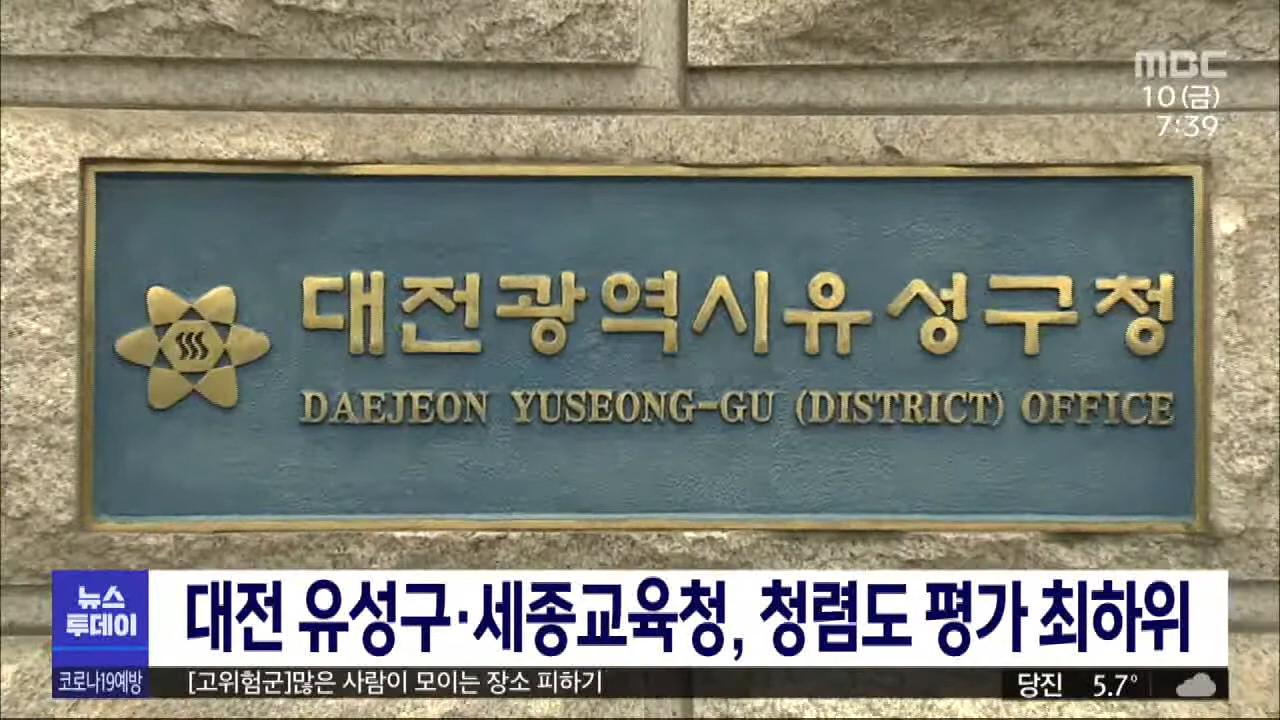 MBC
10(금)
7:39
대전광역시유성구청
DAEJEON YUSEONG-GU (DISTRICT) OFFICE
뉴스
투데이
대전 유성구·세종교육청, 청렴도 평가 최하위
코로나19예방
[고위험군]많은 사람이 모이는 장소 피하기
당진 5.7°